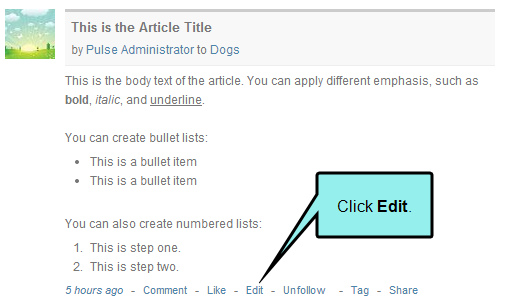 This is the Article Title
by Pulse Administrator to Dogs
This is the body text of the article. You can apply different emphasis, such as
bold, italic, and underline.
You can create bullet lists:
• This is a bullet item
• This is a bullet item
Click Edit.
You can also create numbered lists:
1. This is step one.
2. This is step two.
5 hours ago - Comment - Like - Edit - Unfollow - Tag - Share